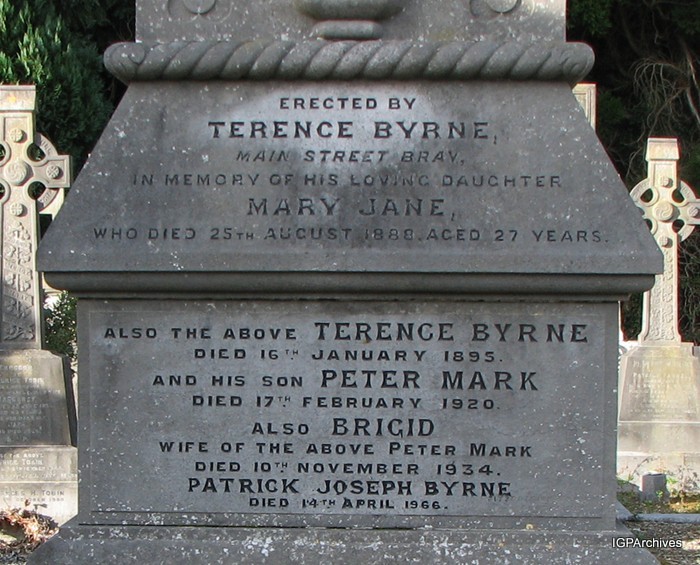 ERECTED BY
TERENCE BYRNE,
MAIN STREET BRAY,
IN MEMORY OF HIS LOVING DAUGHTER
MARY JANE,
WHO DIED 25TH AUGUST 1888. AGED 27 YEARS.
ALSO THE ABOVE TERENCE BYRNE
DIED 16TH JANUARY 1895.
AND HIS SON PETER MARK
DIED 17TH FEBRUARY 1920.
ALSO BRIGID
WIFE OF THE ABOVE PETER MARK
DIED 10TH NOVEMBER 1934.
PATRICK JOSEPH BYRNE
DIED 14TH APRIL 1966.
TOBIN
IGPArchives